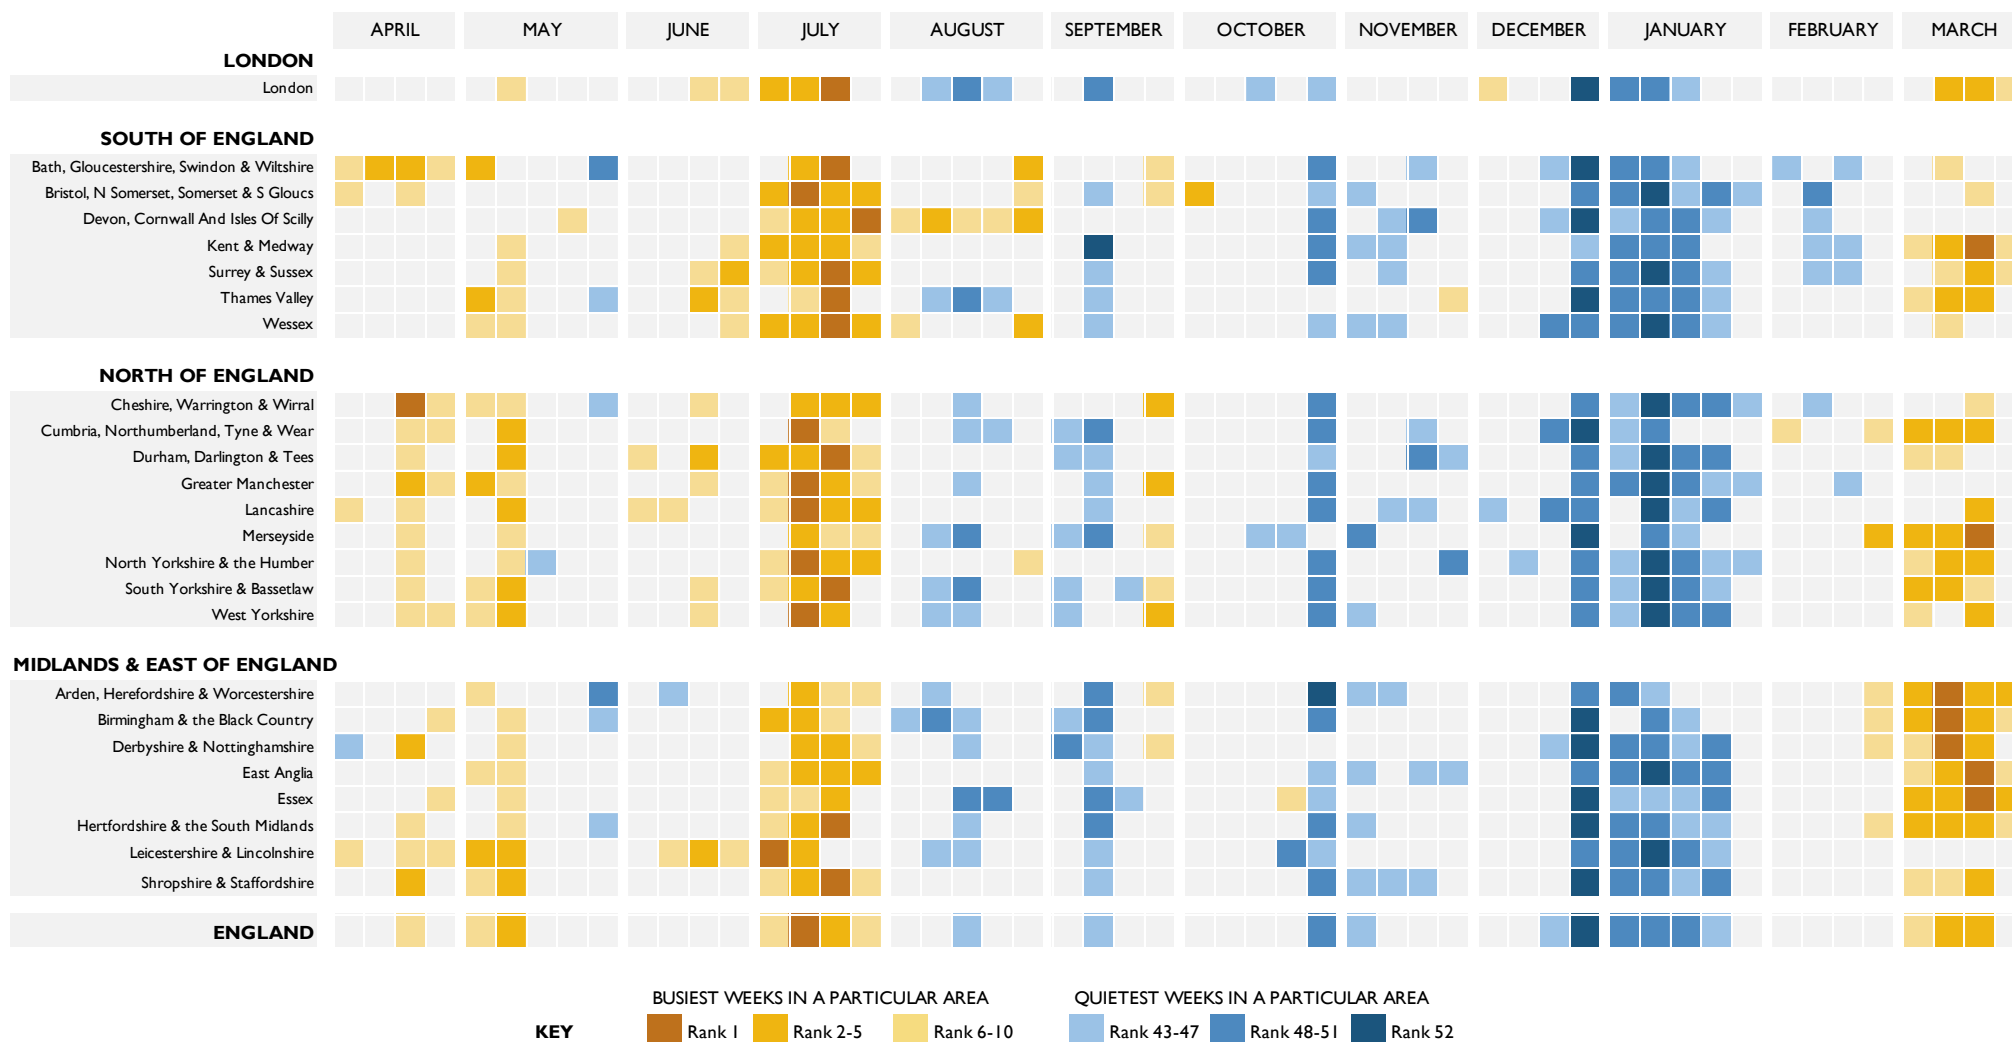 APRIL MAY JUNE JULY AUGUST SEPTEMBER OCTOBER NOVEMBER DECEMBER JANUARY FEBRUARY MARCH
LONDON
London
SOUTH OF ENGLAND
Bath, Gloucestershire, Swindon & Wiltshire
Bristol, N Somerset, Somerset & S Gloucs
Devon, Cornwall And Isles Of Scilly
Kent & Medway
Surrey & Sussex
Thames Valley
Wessex
NORTH OF ENGLAND
Cheshire, Warrington & Wirral
Cumbria, Northumberland, Tyne & Wear
Durham, Darlington & Tees
Greater Manchester
Lancashire
Merseyside
North Yorkshire & the Humber
South Yorkshire & Bassetlaw
West Yorkshire
MIDLANDS & EAST OF ENGLAND
Arden, Herefordshire & Worcestershire
Birmingham & the Black Country
Derbyshire & Nottinghamshire
East Anglia
Essex
Hertfordshire & the South Midlands
Leicestershire & Lincolnshire
Shropshire & Staffordshire
ENGLAND
BUSIEST WEEKS IN A PARTICULAR AREA QUIETEST WEEKS IN A PARTICULAR AREA
KEY Rank 1 Rank 2-5 Rank 6-10 Rank 43-47 Rank 48-51 Rank 52